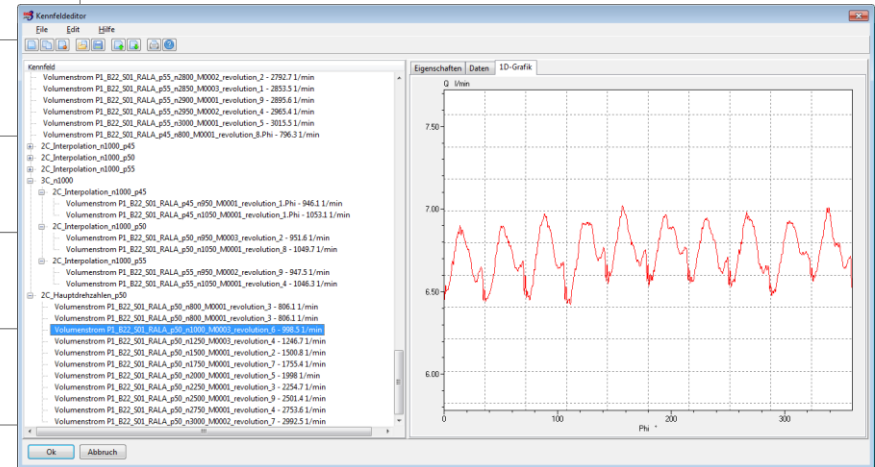 Kennfeldeditor
File Edit Hilfe
Kennfeld
Volumenstrom P1_B22_S01_RALA_p55_n2800_M0002_revolution_2 - 2792.7 1/min
Volumenstrom P1_B22_S01_RALA_p55_n2850_M0003_revolution_1 - 2853.5 1/min
Volumenstrom P1_B22_S01_RALA_p55_n2900_M0001_revolution_9 - 2895.6 1/min
Volumenstrom P1_B22_S01_RALA_p55_n2950_M0002_revolution_4 - 2965.4 1/min
Volumenstrom P1_B22_S01_RALA_p55_n3000_M0001_revolution_5 - 3015.5 1/min
Volumenstrom P1_B22_S01_RALA_p45_n800_M0001_revolution_8.Phi - 796.3 1/min
2C_Interpolation_n1000_p45
2C_Interpolation_n1000_p50
2C_Interpolation_n1000_p55
3C_n1000
2C_Interpolation_n1000_p45
Volumenstrom P1_B22_S01_RALA_p45_n950_M0001_revolution_1.Phi - 946.1 1/min
Volumenstrom P1_B22_S01_RALA_p45_n1050_M0001_revolution_1.Phi - 1053.1 1/min
2C_Interpolation_n1000_p50
Volumenstrom P1_B22_S01_RALA_p50_n950_M0003_revolution_2 - 951.6 1/min
Volumenstrom P1_B22_S01_RALA_p50_n1050_M0001_revolution_8 - 1049.7 1/min
2C_Interpolation_n1000_p55
Volumenstrom P1_B22_S01_RALA_p55_n950_M0002_revolution_9 - 947.5 1/min
Volumenstrom P1_B22_S01_RALA_p55_n1050_M0001_revolution_4 - 1046.3 1/min
2C_Hauptdrehzahlen_p50
Volumenstrom P1_B22_S01_RALA_p50_n800_M0001_revolution_3 - 806.1 1/min
Volumenstrom P1_B22_S01_RALA_p50_n800_M0001_revolution_3 - 806.1 1/min
Volumenstrom P1_B22_S01_RALA_p50_n1000_M0003_revolution_6 - 998.5 1/min
Volumenstrom P1_B22_S01_RALA_p50_n1250_M0003_revolution_4 - 1246.7 1/min
Volumenstrom P1_B22_S01_RALA_p50_n1500_M0001_revolution_2 - 1500.8 1/min
Volumenstrom P1_B22_S01_RALA_p50_n1750_M0001_revolution_7 - 1755.4 1/min
Volumenstrom P1_B22_S01_RALA_p50_n2000_M0001_revolution_5 - 1998 1/min
Volumenstrom P1_B22_S01_RALA_p50_n2250_M0001_revolution_3 - 2254.7 1/min
Volumenstrom P1_B22_S01_RALA_p50_n2500_M0001_revolution_9 - 2501.4 1/min
Volumenstrom P1_B22_S01_RALA_p50_n2750_M0001_revolution_4 - 2753.6 1/min
Volumenstrom P1_B22_S01_RALA_p50_n3000_M0002_revolution_7 - 2992.5 1/min
Eigenschaften Daten 1D-Grafik
Q l/min
7.50
7.00
6.50
6.00
0 100 200 300
Phi °
Ok Abbruch